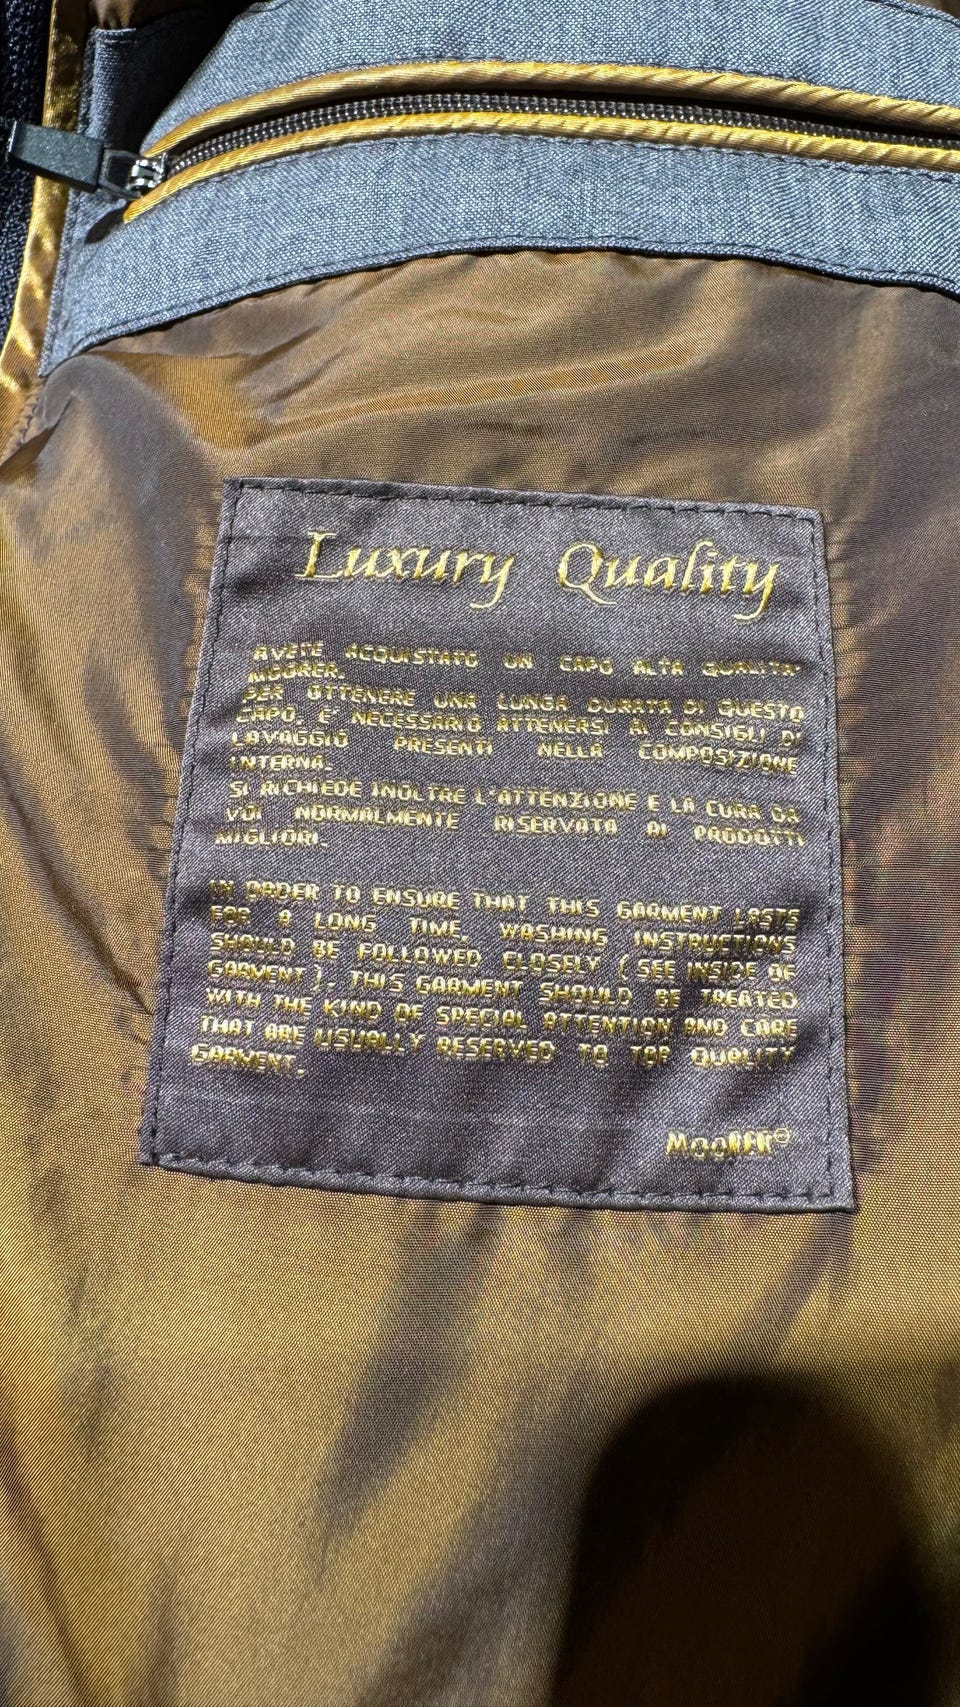 Luxury Quality
AVETE ACQUISTATO UN CAPO ALTA QUALITA'
MOORER.
PER OTTENERE UNA LUNGA DURATA DI QUESTO
CAPO, E' NECESSARIO ATTENERSI AI CONSIGLI DI
LAVAGGIO PRESENTI NELLA COMPOSIZIONE
INTERNA.
SI RICHIEDE INOLTRE L'ATTENZIONE E LA CURA DA
VOI NORMALMENTE RISERVATA AI PRODOTTI
MIGLIORI.
IN ORDER TO ENSURE THAT THIS GARMENT LASTS
FOR A LONG TIME, WASHING INSTRUCTIONS
SHOULD BE FOLLOWED CLOSELY ( SEE INSIDE OF
GARMENT ). THIS GARMENT SHOULD BE TREATED
WITH THE KIND OF SPECIAL ATTENTION AND CARE
THAT ARE USUALLY RESERVED TO TOP QUALITY
GARMENT.
MOORER®